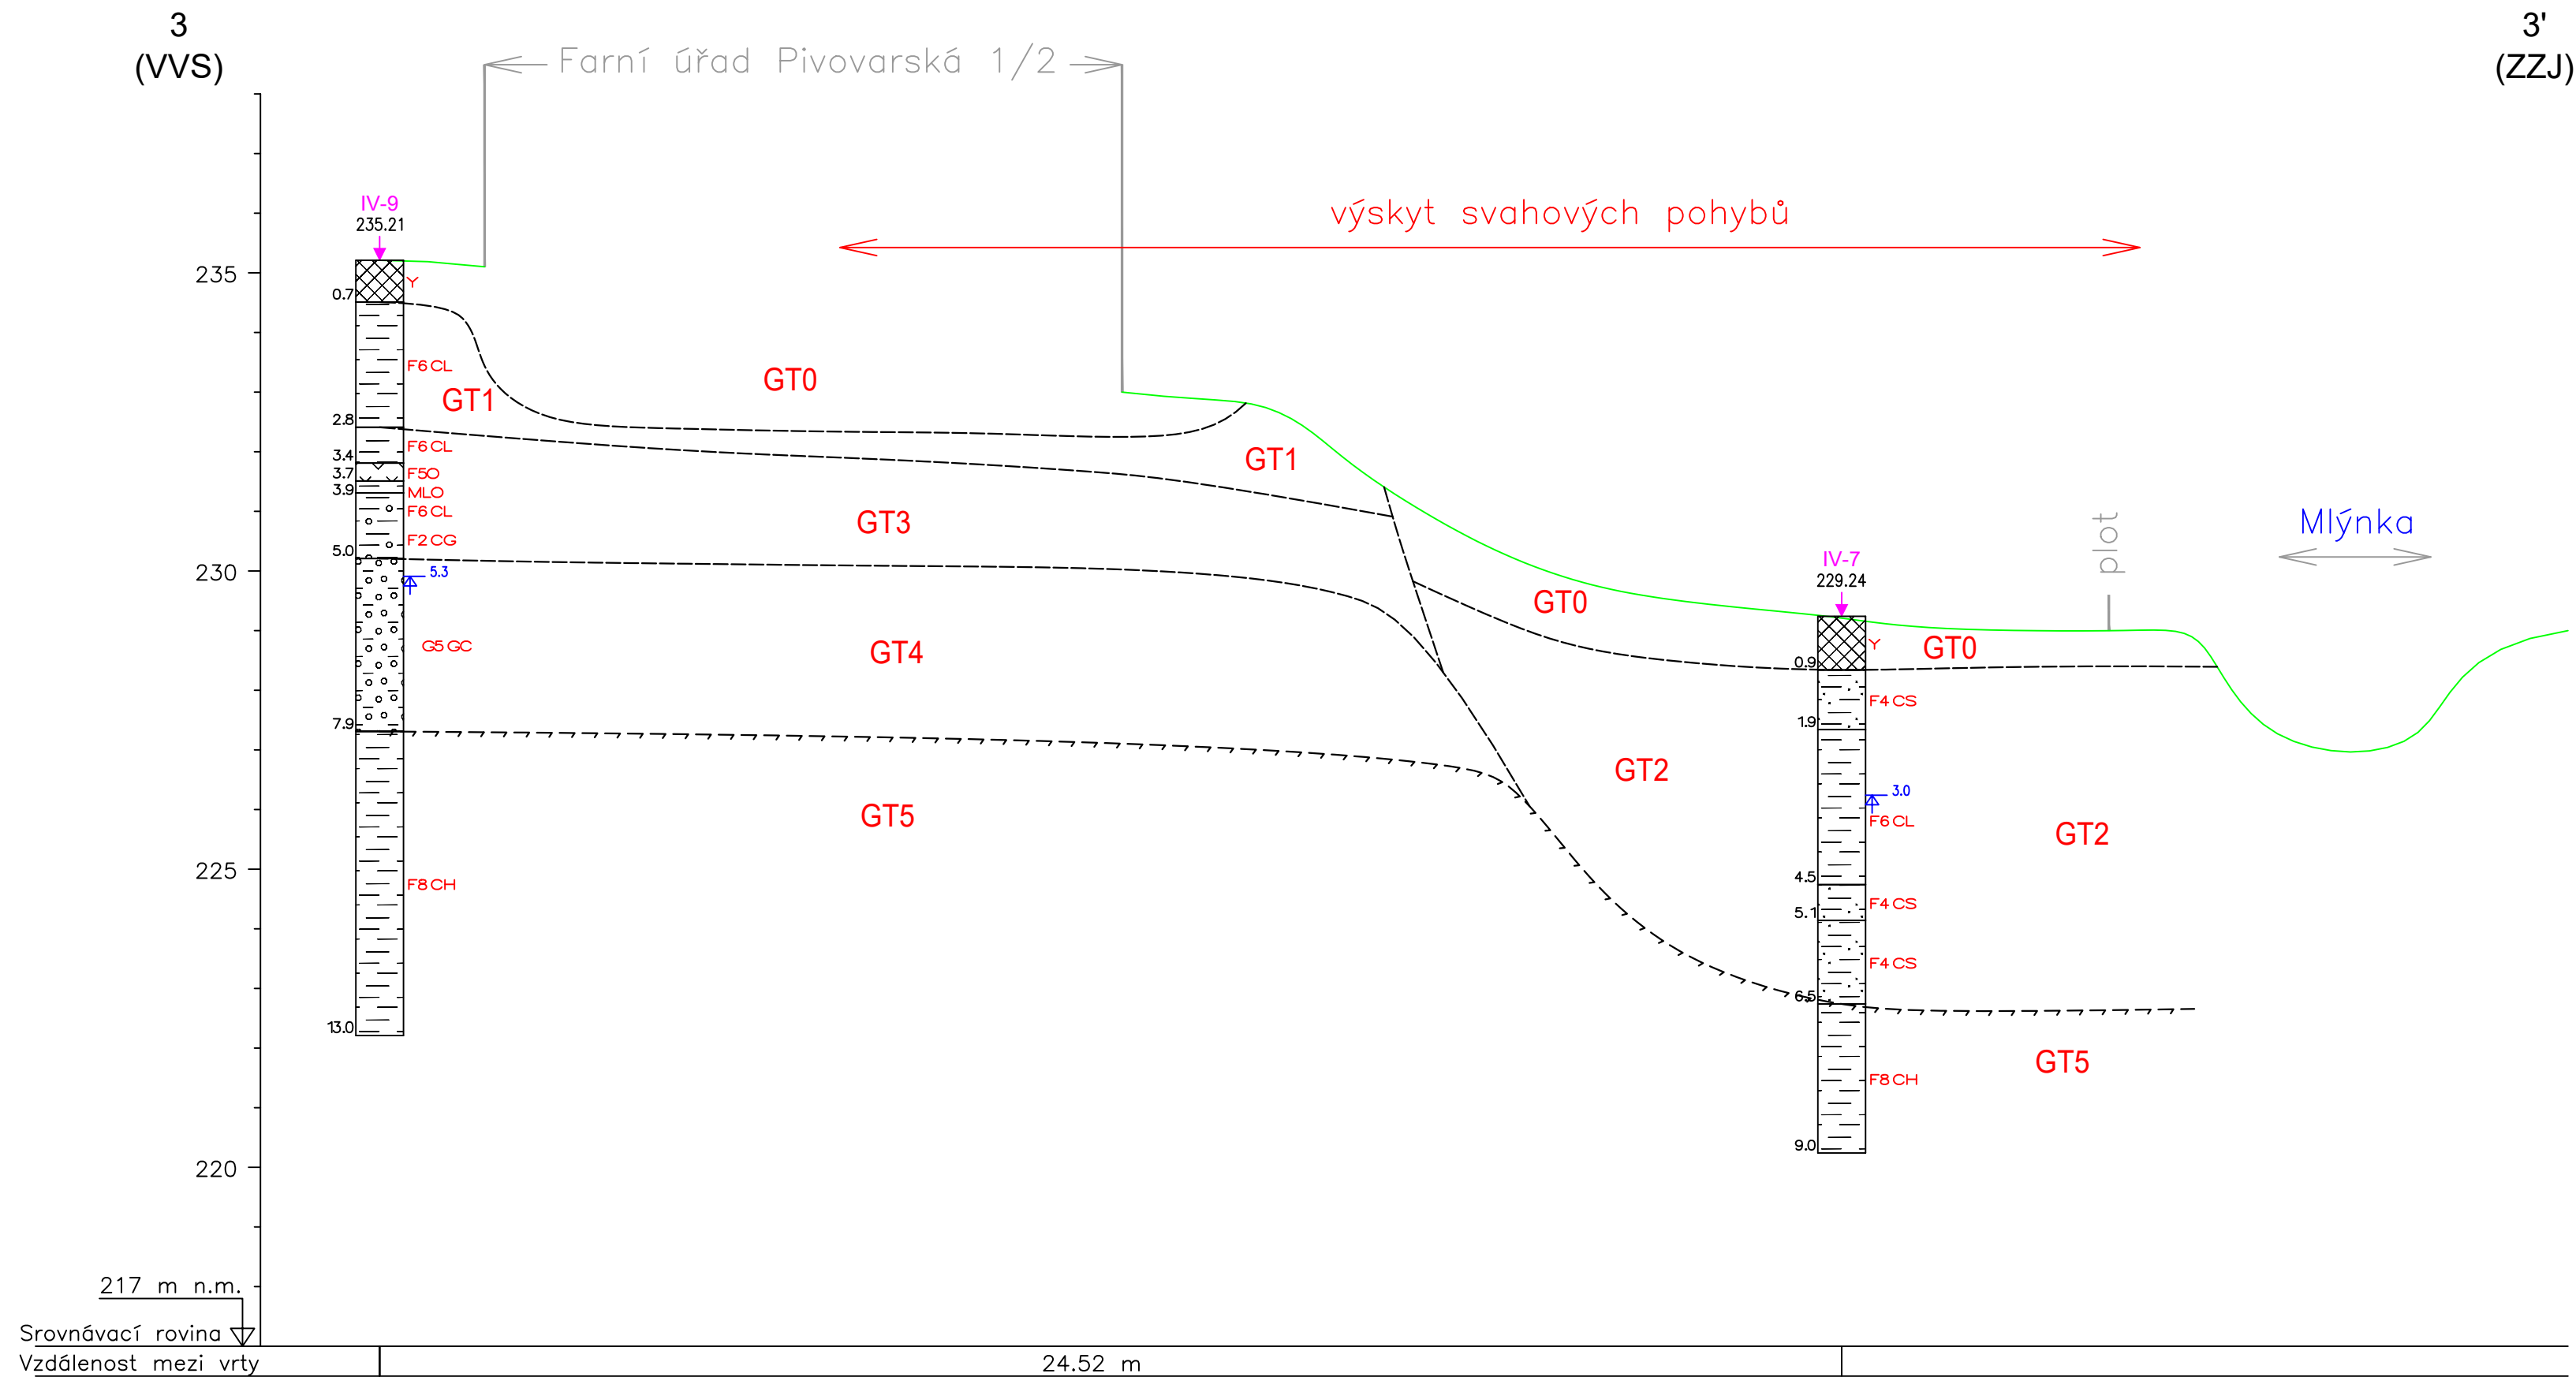 3
(VVS)
3'
(ZZJ)
Farní úřad Pivovarská 1/2
výskyt svahových pohybů
IV-9
235.21
235
230
225
220
0.7
2.8
3.4
3.7
3.9
5.0
7.9
13.0
Y
F6 CL
F6 CL
F5O
MLO
F6 CL
F2 CG
5.3
G5 GC
F8 CH
GT1
GT0
GT1
GT3
GT4
GT5
GT0
GT2
IV-7
229.24
0.9
1.9
4.5
5.1
6.5
9.0
Y
F4 CS
3.0
F6 CL
F4 CS
F4 CS
F8 CH
GT0
GT2
GT5
plot
Mlýnka
217 m n.m.
Srovnávací rovina
Vzdálenost mezi vrty
24.52 m